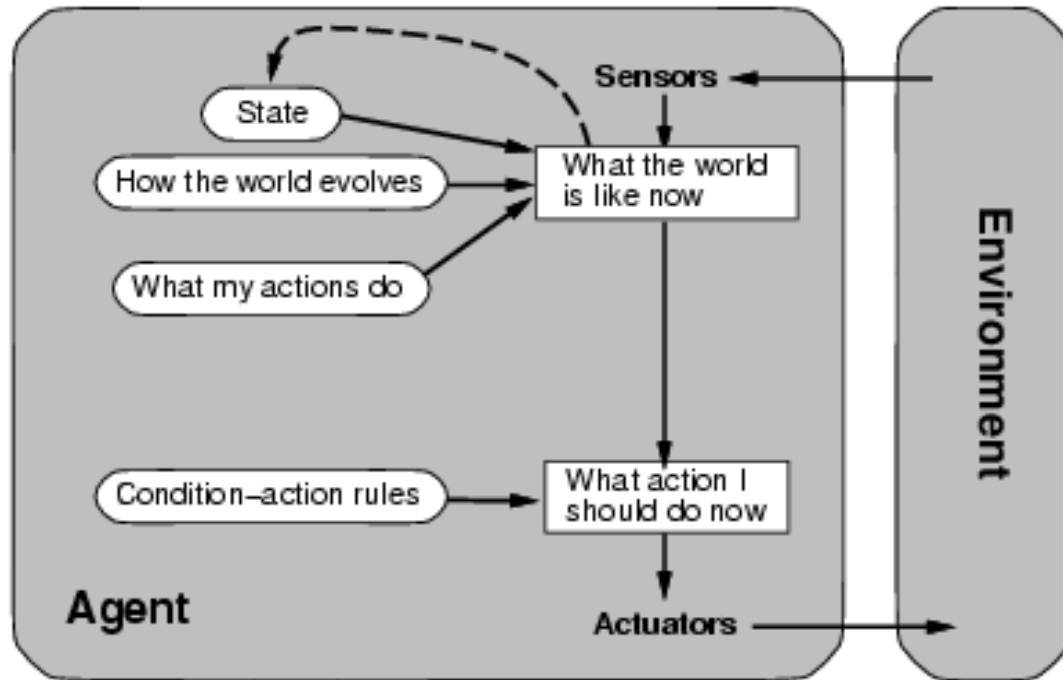 Sensors
State
What the world
is like now
How the world evolves
What my actions do
Environment
Condition–action rules
What action I
should do now
Agent
Actuators